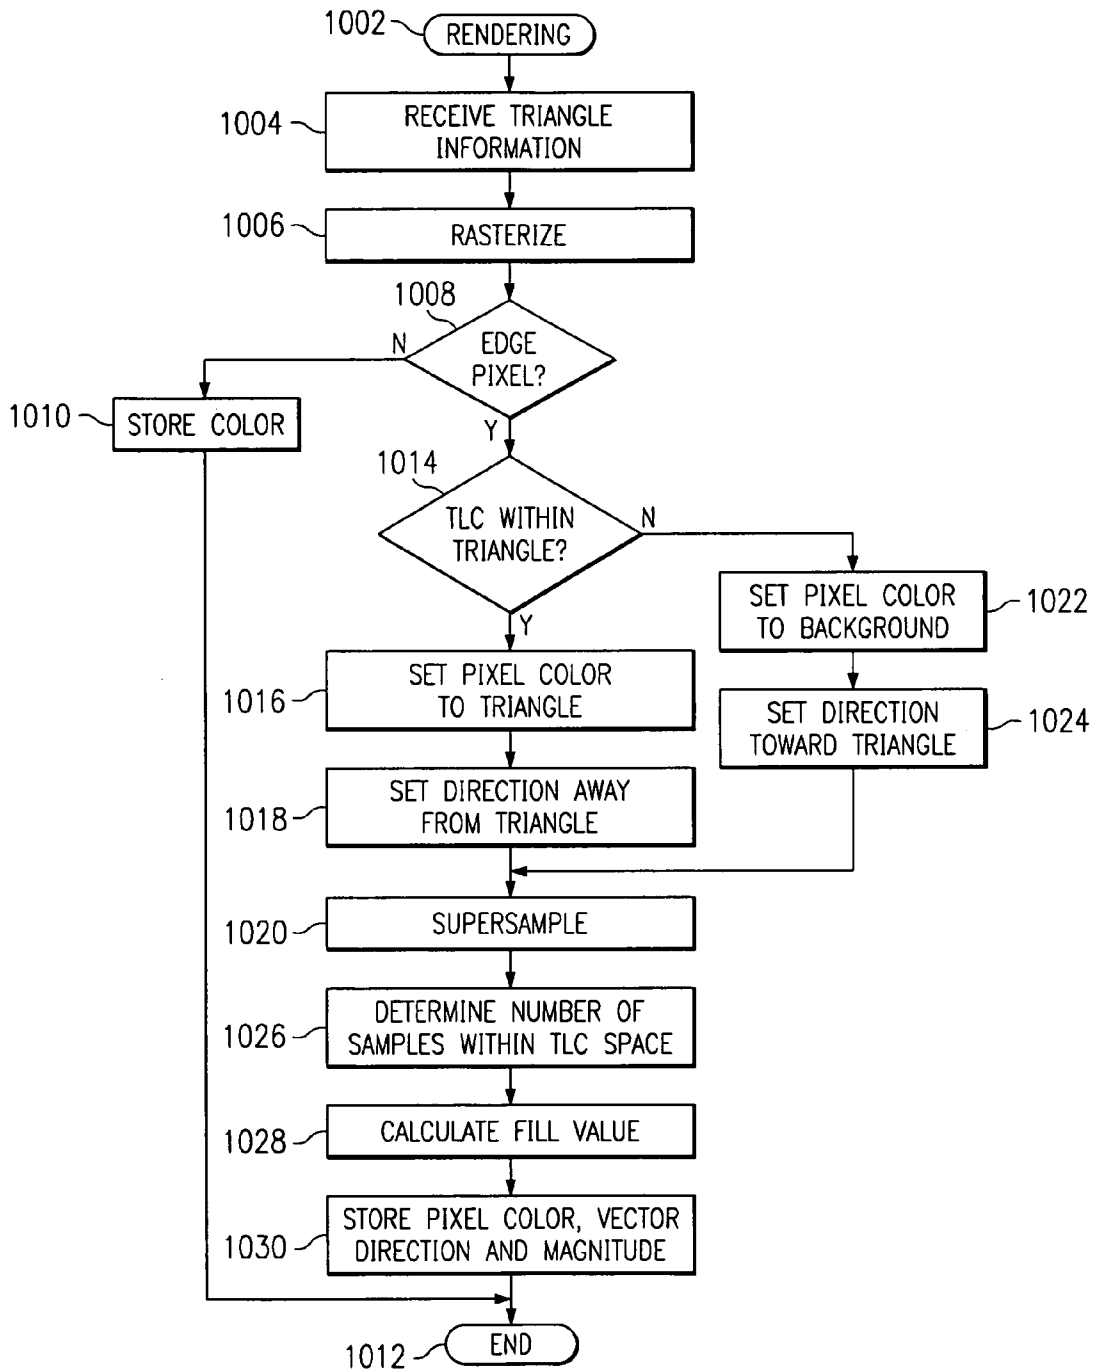 1002
RENDERING
1004
RECEIVE TRIANGLE
INFORMATION
1006
RASTERIZE
1008
EDGE
PIXEL?
N
Y
1010
STORE COLOR
1014
TLC WITHIN
TRIANGLE?
N
Y
SET PIXEL COLOR
TO BACKGROUND
1022
1016
SET PIXEL COLOR
TO TRIANGLE
SET DIRECTION
TOWARD TRIANGLE
1024
1018
SET DIRECTION AWAY
FROM TRIANGLE
1020
SUPERSAMPLE
1026
DETERMINE NUMBER OF
SAMPLES WITHIN TLC SPACE
1028
CALCULATE FILL VALUE
1030
STORE PIXEL COLOR, VECTOR
DIRECTION AND MAGNITUDE
1012
END